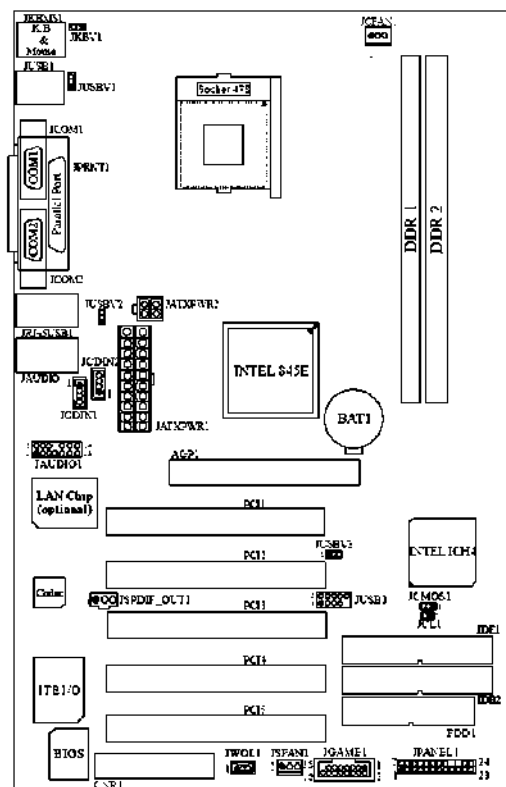 JKBMS1
K.B
&
Mouse
JKBV1
JCFAN1
JUSB1
JUSBV1
Socket 478
JCOM1
JPRNT1
COM1
Parallel Port
COM2
JCOM2
DDR 1
DDR 2
JUSBV2
JATXPWR2
JRJ45USB1
JCDIN2
JAUDIO
JCDIN1
INTEL 845E
BAT1
JATXPWR1
JAUDIO1
AGP1
LAN Chip
(optional)
PCI1
JUSBV3
INTEL ICH4
PCI2
Codec
JSPDIF_OUT1
JUSB3
JCMOS1
JCL1
PCI3
IDE1
PCI4
IDE2
ITE I/O
FDD1
PCI5
BIOS
JWOL1
JSFAN1
JGAME1
JPANEL1
24
23
CNR1